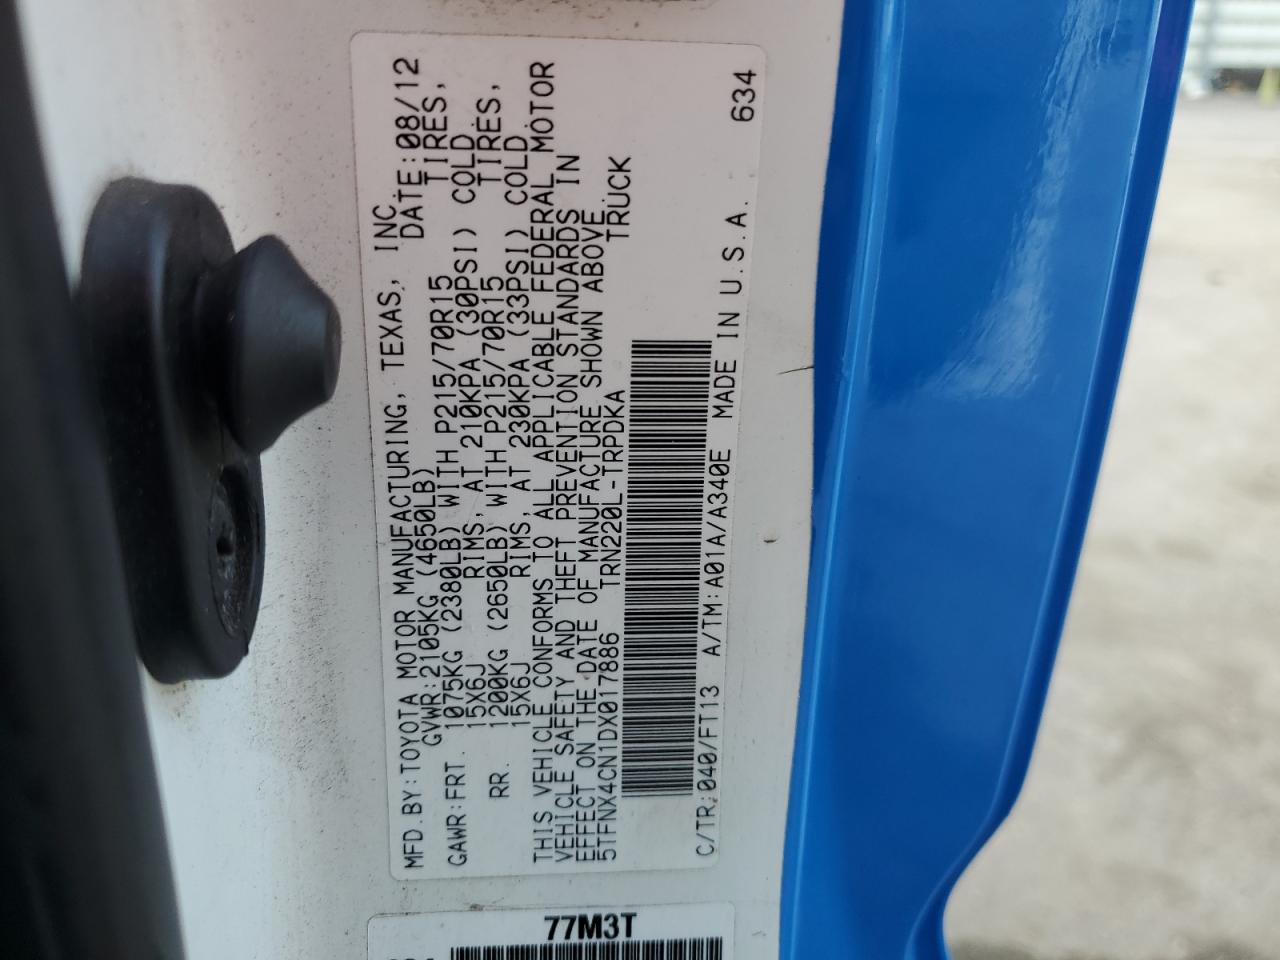 MFD.BY:TOYOTA MOTOR MANUFACTURING, TEXAS, INC.
GVWR:2105KG (4650LB) DATE:08/12
GAWR:FRT. 1075KG (2380LB) WITH P215/70R15 TIRES,
15X6J RIMS, AT 210KPA (30PSI) COLD
RR. 1200KG (2650LB) WITH P215/70R15 TIRES,
15X6J RIMS, AT 230KPA (33PSI) COLD
THIS VEHICLE CONFORMS TO ALL APPLICABLE FEDERAL MOTOR
VEHICLE SAFETY AND THEFT PREVENTION STANDARDS IN
EFFECT ON THE DATE OF MANUFACTURE SHOWN ABOVE.
5TFNX4CN1DX017886 TRN220L-TRPDKA TRUCK
C/TR:040/FT13 A/TM:A01A/A340E MADE IN U.S.A. 634
77M3T